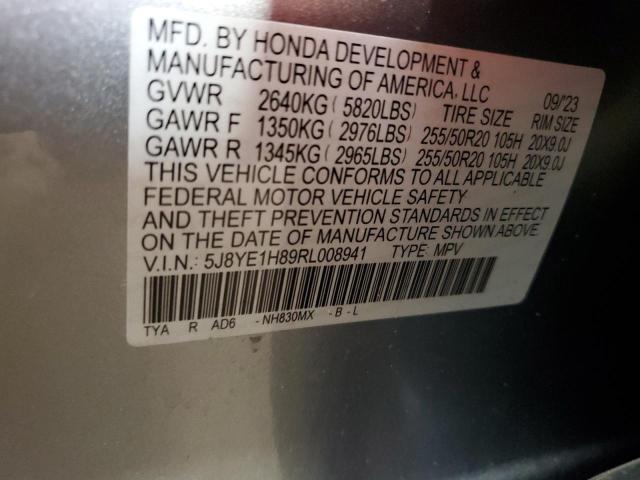 MFD. BY HONDA DEVELOPMENT &
MANUFACTURING OF AMERICA, LLC 09/'23
GVWR 2640KG ( 5820LBS) TIRE SIZE RIM SIZE
GAWR F 1350KG ( 2976LBS) 255/50R20 105H 20X9.0J
GAWR R 1345KG ( 2965LBS) 255/50R20 105H 20X9.0J
THIS VEHICLE CONFORMS TO ALL APPLICABLE
FEDERAL MOTOR VEHICLE SAFETY
AND THEFT PREVENTION STANDARDS IN EFFECT
ON THE DATE OF MANUFACTURE SHOWN ABOVE.
V.I.N.: 5J8YE1H89RL008941 TYPE: MPV
TYA R AD6 -NH830MX -B-L